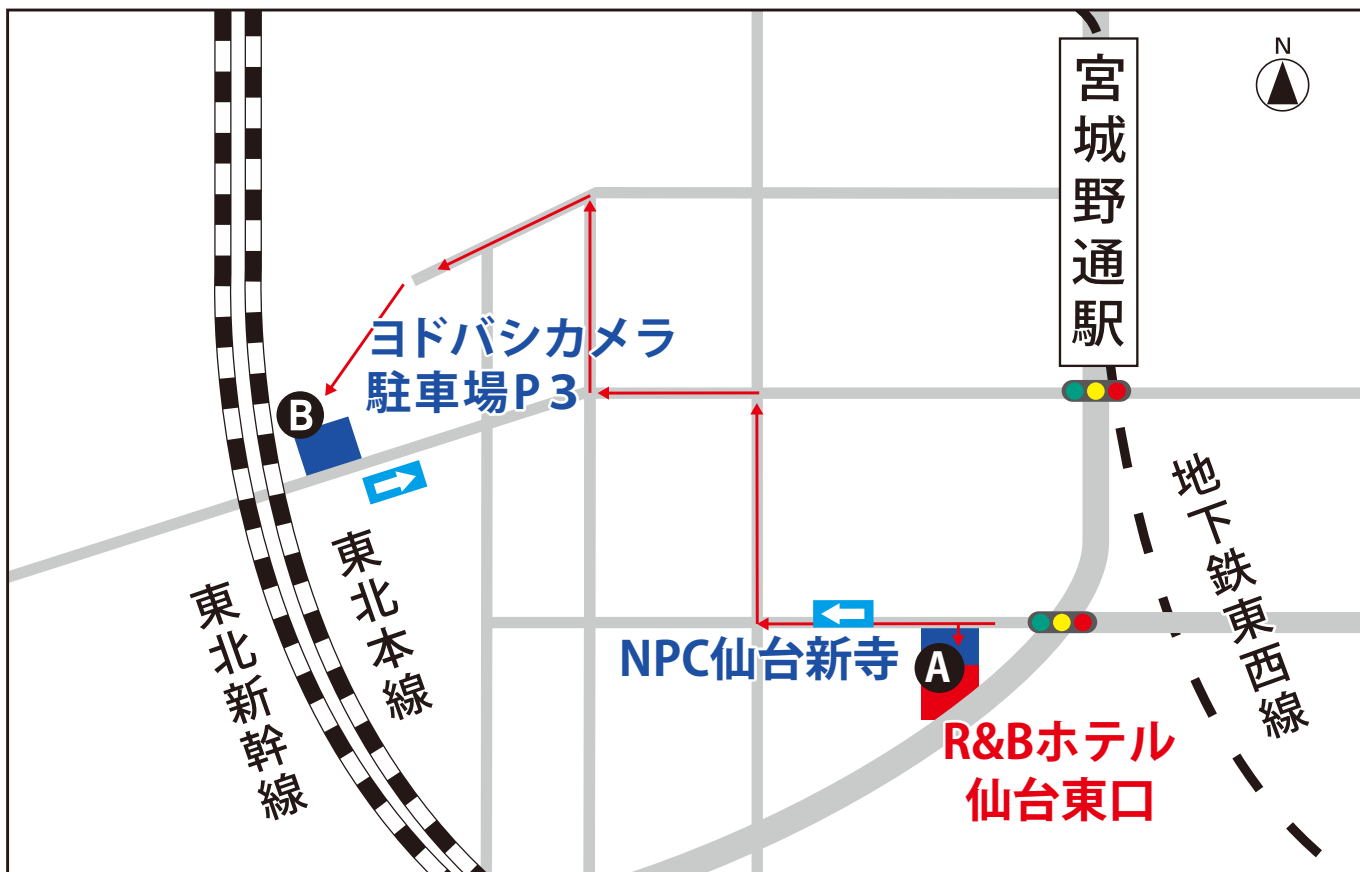 N
宮城野通駅
ヨドバシカメラ
駐車場P3
B
地下鉄東西線
東北本線
東北新幹線
NPC仙台新寺
A
R&Bホテル
仙台東口